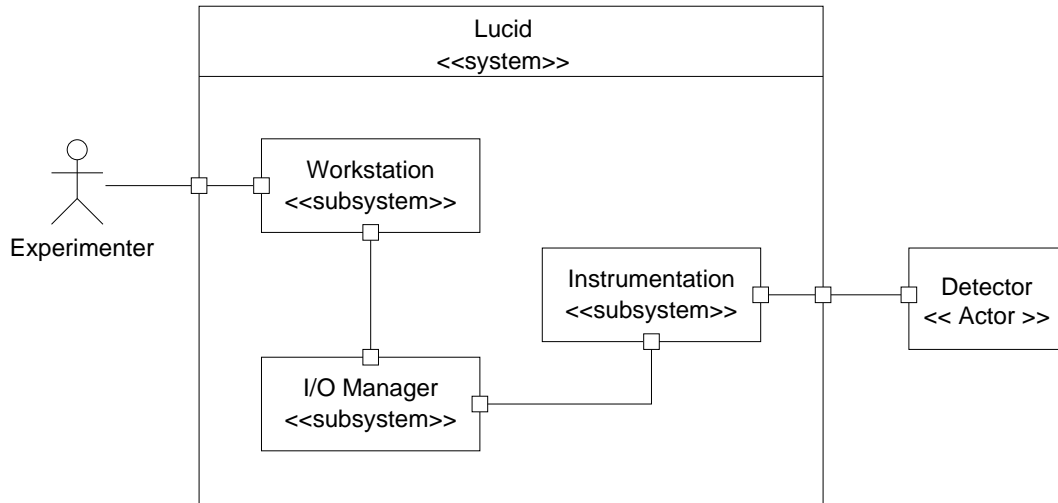 Lucid
<<system>>
Workstation
<<subsystem>>
Experimenter
Instrumentation
<<subsystem>>
Detector
<< Actor >>
I/O Manager
<<subsystem>>